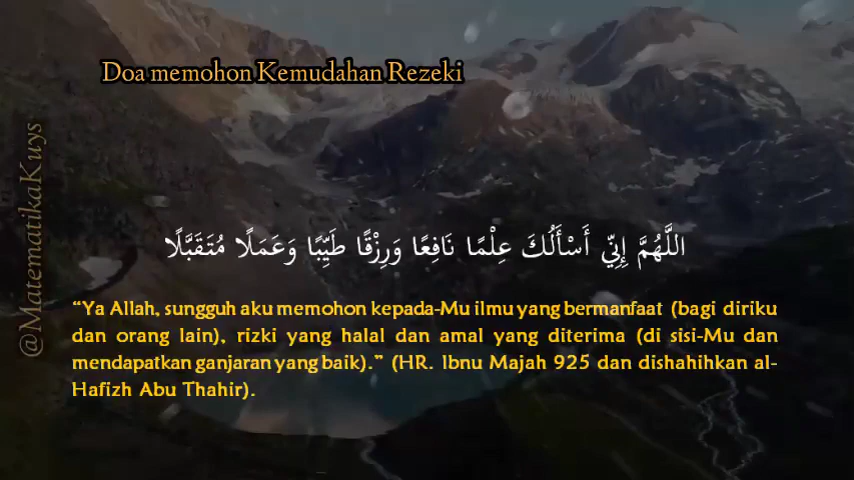 Doa memohon Kemudahan Rezeki
@MatematikaKuys
اللَّهُمَّ إِنِّي أَسْأَلُكَ عِلْمًا نَافِعًا وَرِزْقًا طَيِّبًا وَعَمَلًا مُتَقَبَّلًا
“Ya Allah, sungguh aku memohon kepada-Mu ilmu yang bermanfaat (bagi diriku
dan orang lain), rizki yang halal dan amal yang diterima (di sisi-Mu dan
mendapatkan ganjaran yang baik).” (HR. Ibnu Majah 925 dan dishahihkan al-
Hafizh Abu Thahir).